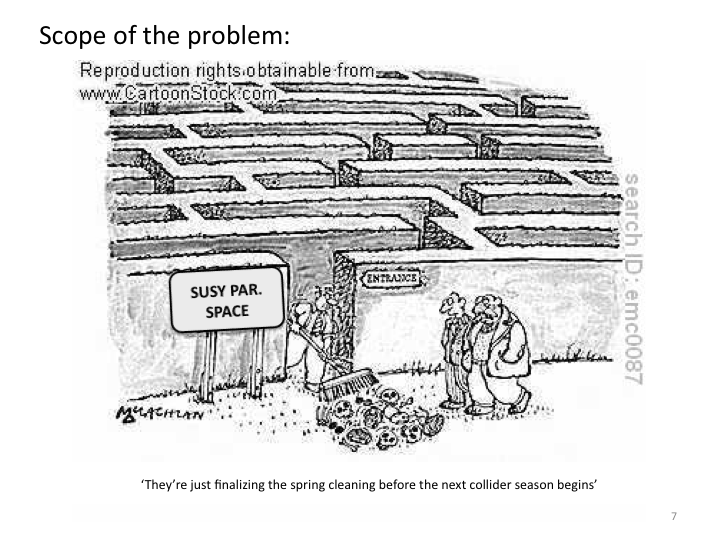 Scope of the problem:
Reproduction rights obtainable from
www.CartoonStock.com
search ID: emc0087
ENTRANCE
SUSY PAR.
SPACE
McLACHLAN
‘They’re just finalizing the spring cleaning before the next collider season begins’
7